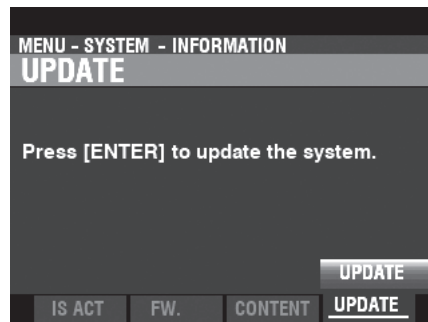 MENU - SYSTEM - INFORMATION
UPDATE
Press [ENTER] to update the system.
UPDATE
IS ACT FW. CONTENT UPDATE